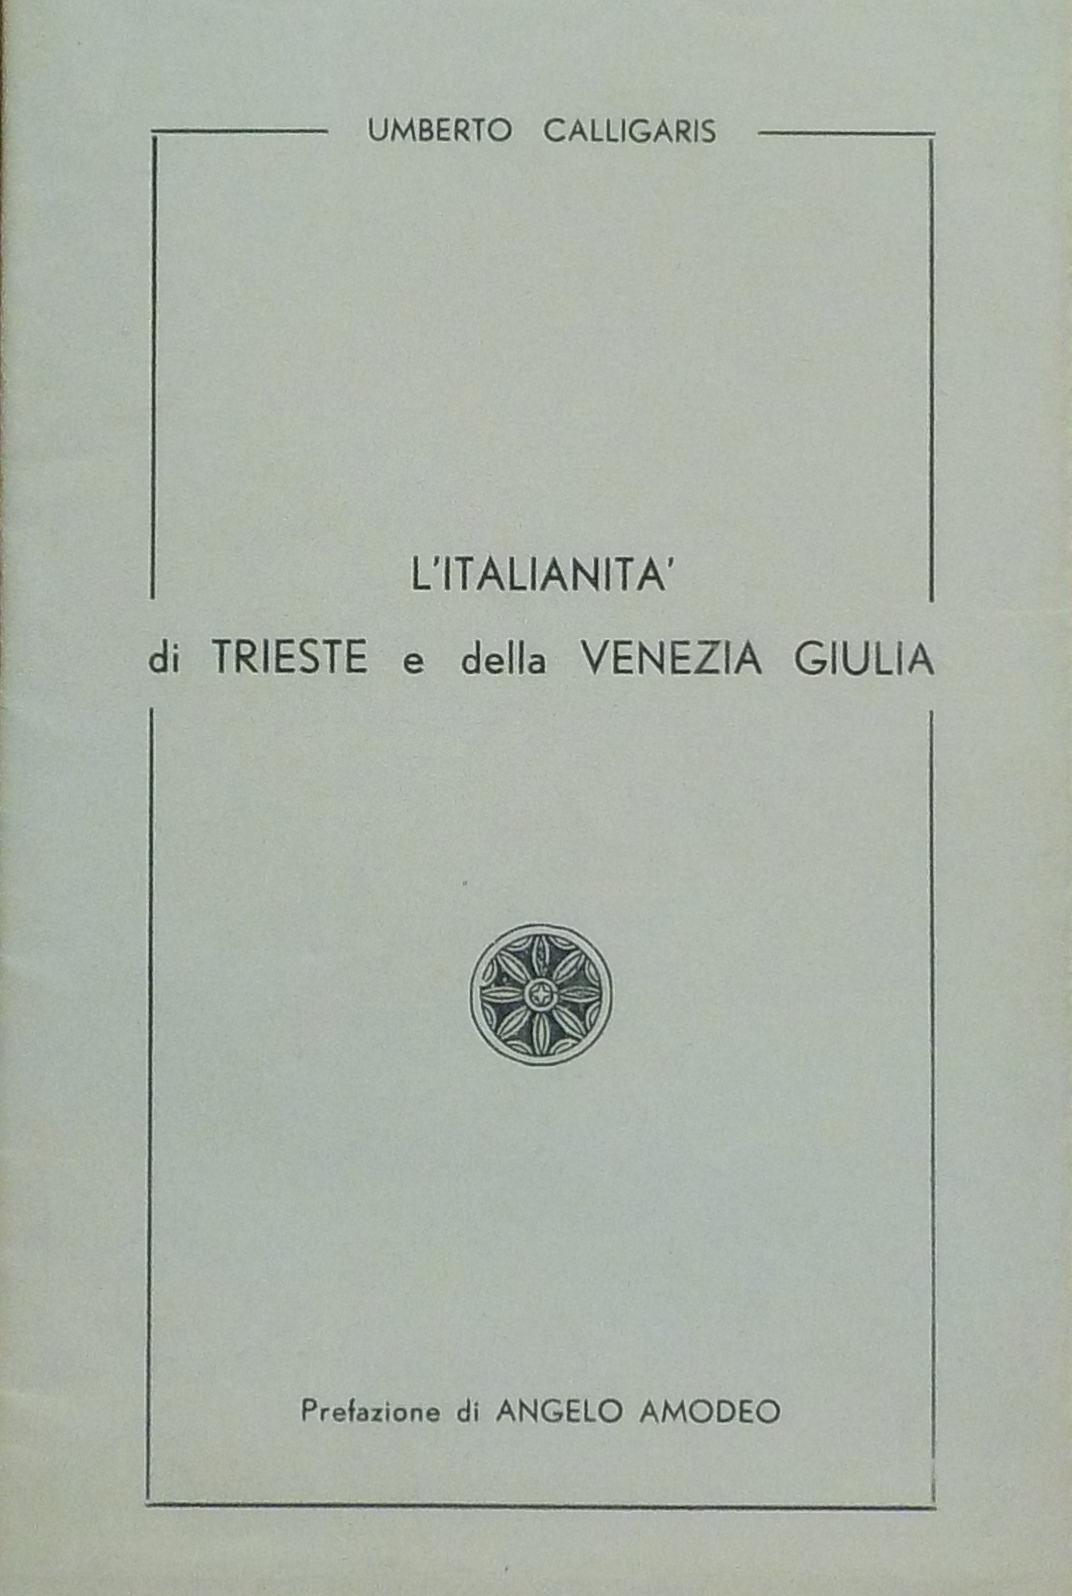 UMBERTO CALLIGARIS
L'ITALIANITA'
di TRIESTE e della VENEZIA GIULIA
Prefazione di ANGELO AMODEO